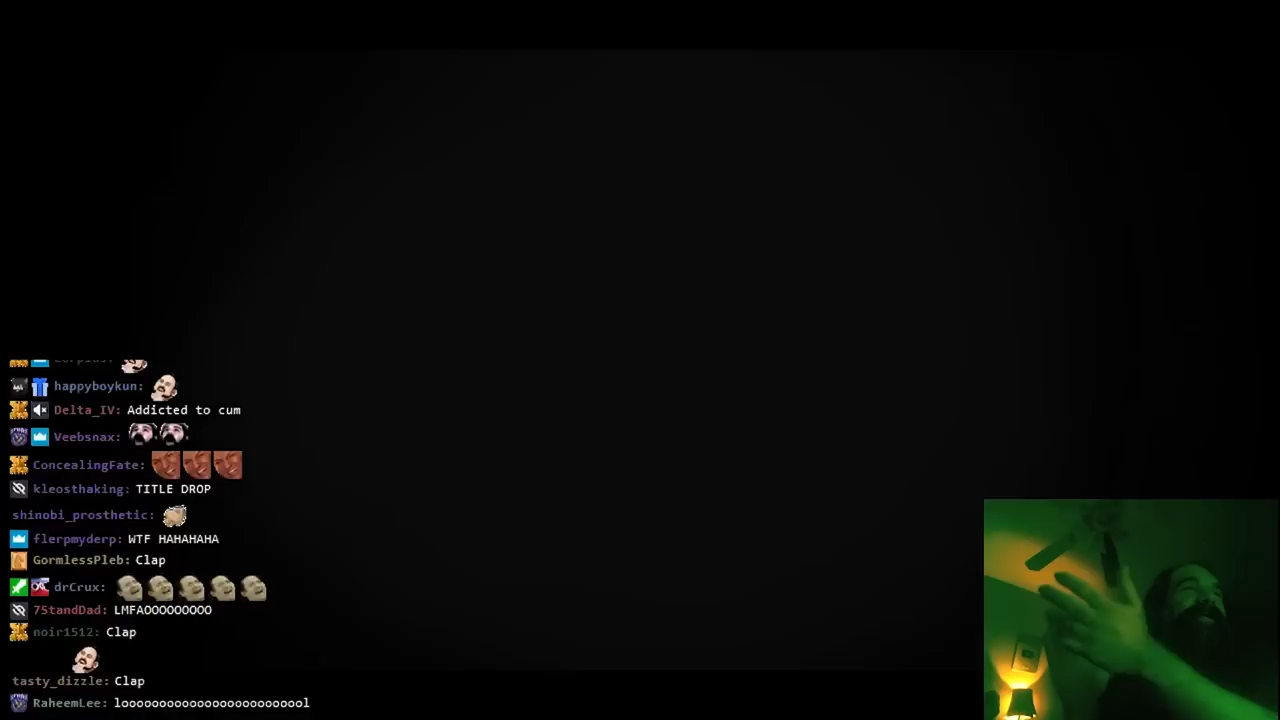 happyboykun:
Delta_IV: Addicted to cum
Veebsnax:
ConcealingFate:
kleosthaking: TITLE DROP
shinobi_prosthetic:
flerpmyderp: WTF HAHAHAHA
GormlessPleb: Clap
drCrux:
75tandDad: LMFAOOOOOOOOO
noir1512: Clap
tasty_dizzle: Clap
RaheemLee: looooooooooooooooooooooool